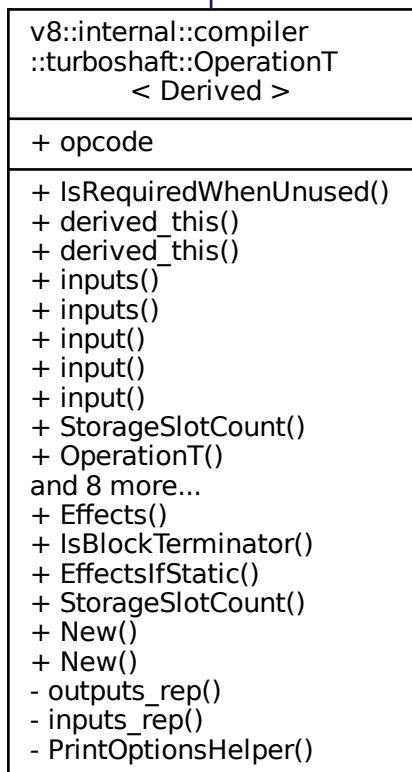 v8::internal::compiler
::turboshaft::OperationT
< Derived >
+ opcode
+ IsRequiredWhenUnused()
+ derived_this()
+ derived_this()
+ inputs()
+ inputs()
+ input()
+ input()
+ input()
+ StorageSlotCount()
+ OperationT()
and 8 more...
+ Effects()
+ IsBlockTerminator()
+ EffectsIfStatic()
+ StorageSlotCount()
+ New()
+ New()
- outputs_rep()
- inputs_rep()
- PrintOptionsHelper()